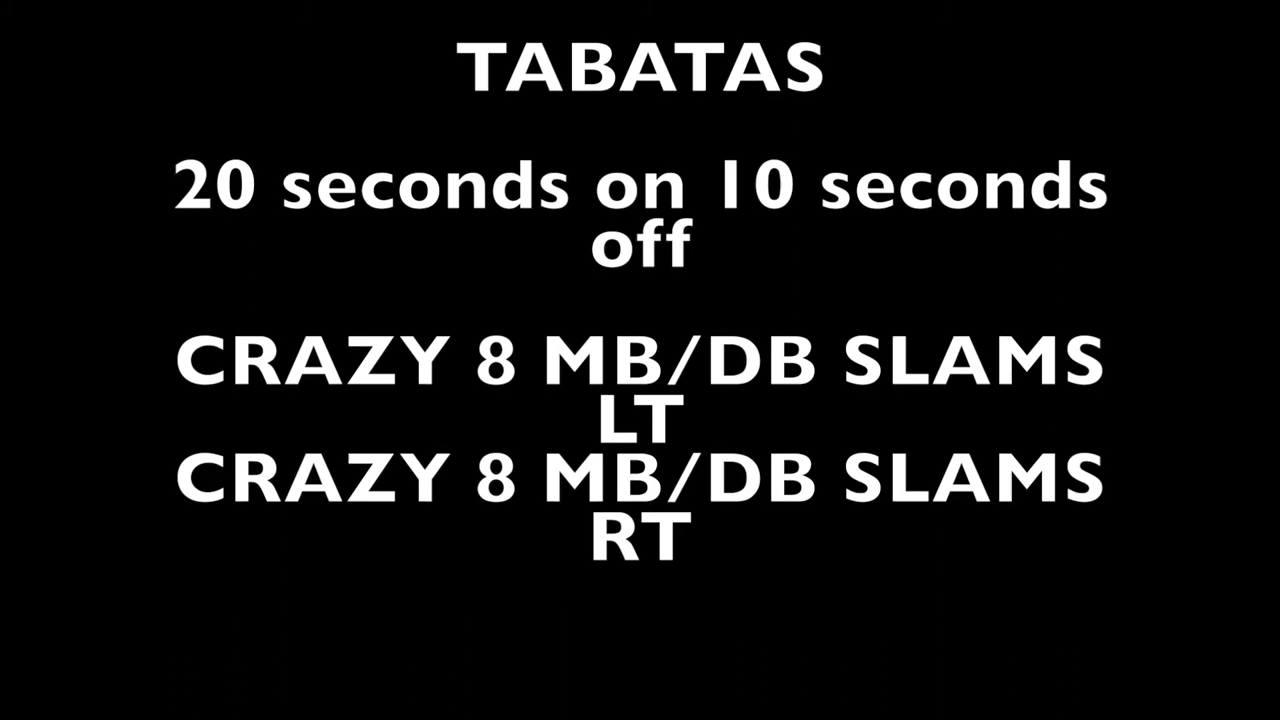 TABATAS
20 seconds on 10 seconds
off
CRAZY 8 MB/DB SLAMS
LT
CRAZY 8 MB/DB SLAMS
RT